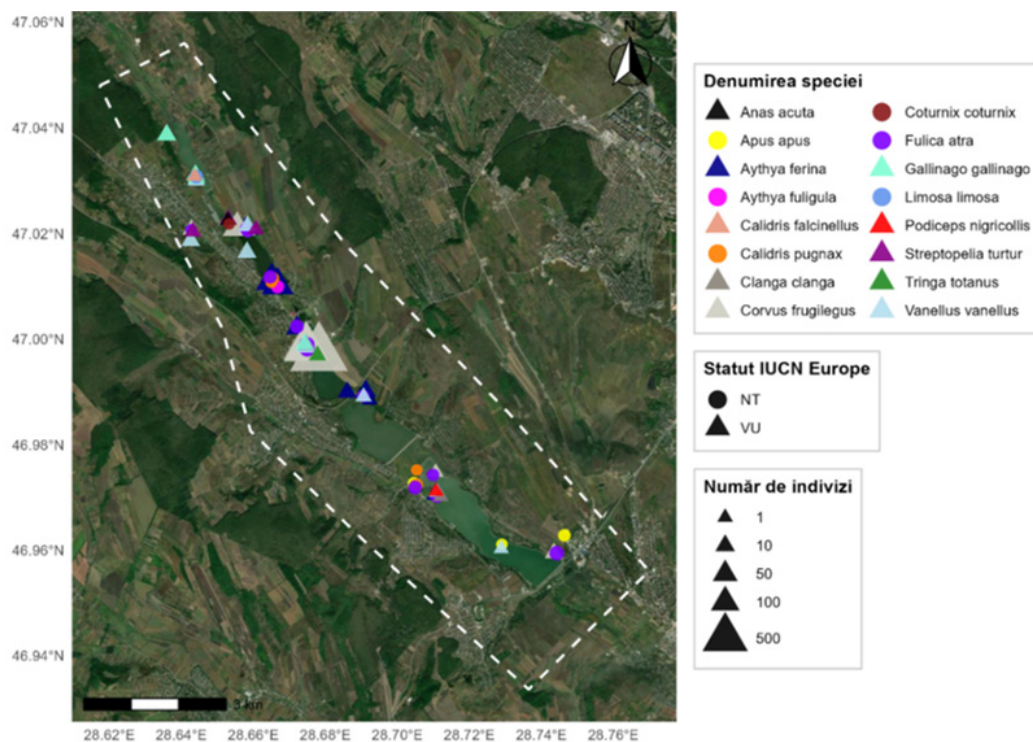 47.06°N
47.04°N
47.02°N
47.00°N
46.98°N
46.96°N
46.94°N
N
3 km
28.62°E 28.64°E 28.66°E 28.68°E 28.70°E 28.72°E 28.74°E 28.76°E
Denumirea speciei
Anas acuta
Apus apus
Aythya ferina
Aythya fuligula
Calidris falcinellus
Calidris pugnax
Clanga clanga
Corvus frugilegus
Coturnix coturnix
Fulica atra
Gallinago gallinago
Limosa limosa
Podiceps nigricollis
Streptopelia turtur
Tringa totanus
Vanellus vanellus
Statut IUCN Europe
NT
VU
Număr de indivizi
1
10
50
100
500